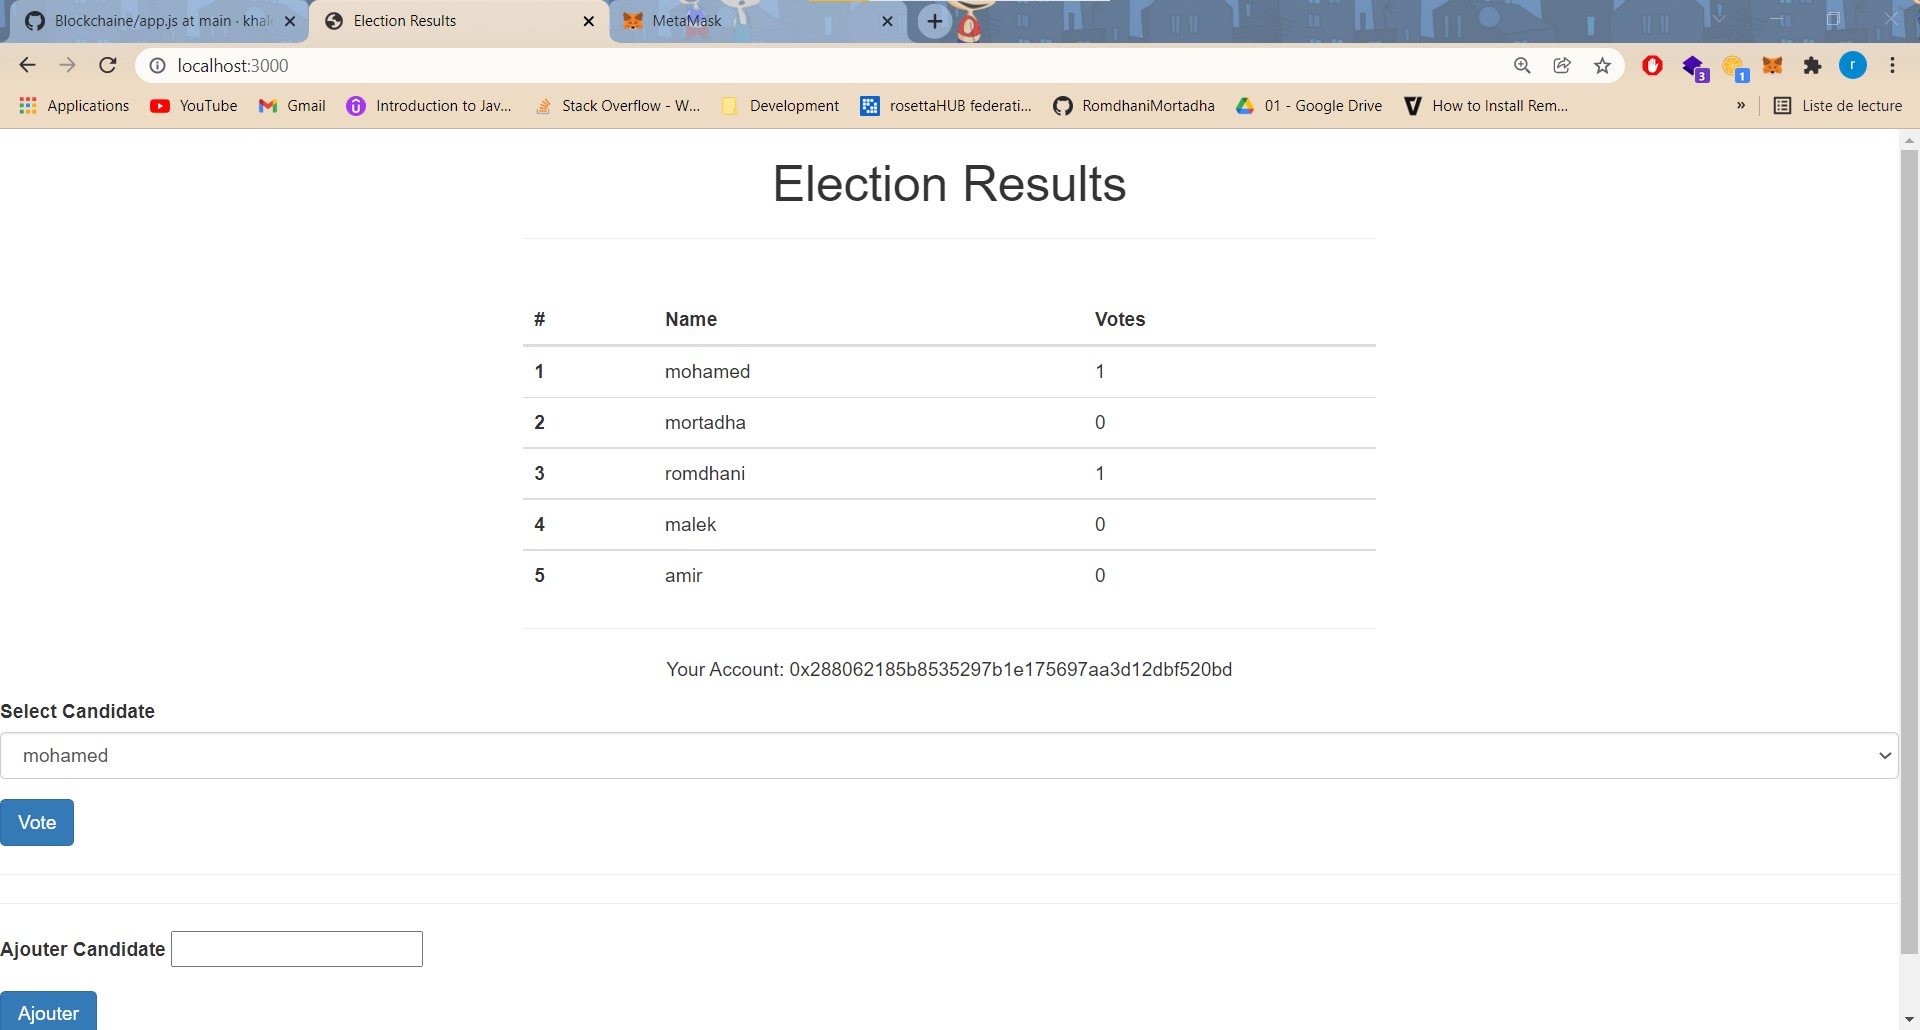 Blockchaine/app.js at main · khal
Election Results
MetaMask
localhost:3000
r
3
1
Applications
YouTube
Gmail
Introduction to Jav...
Stack Overflow - W...
Development
rosettaHUB federati...
RomdhaniMortadha
01 - Google Drive
How to Install Rem...
»
Liste de lecture
Election Results
# Name Votes
1 mohamed 1
2 mortadha 0
3 romdhani 1
4 malek 0
5 amir 0
Your Account: 0x288062185b8535297b1e175697aa3d12dbf520bd
Select Candidate
mohamed
Vote
Ajouter Candidate
Ajouter